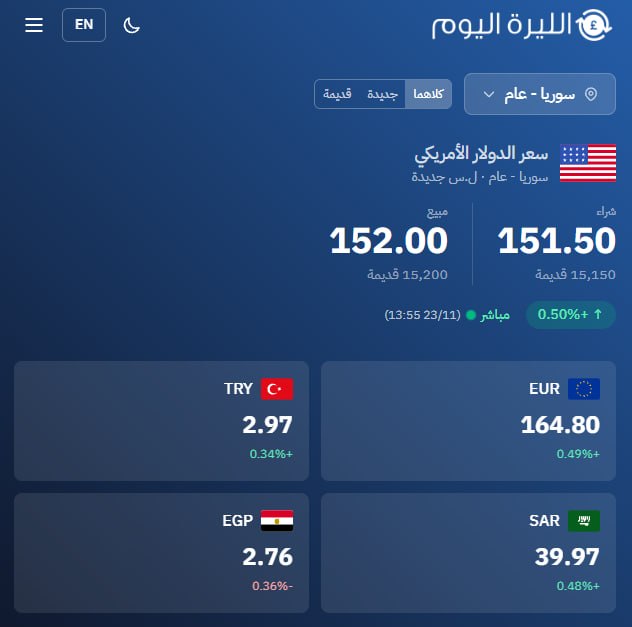 الليرة اليوم
EN
سوريا - عام
كلاهما جديدة قديمة
سعر الدولار الأمريكي
سوريا - عام · ل.س جديدة
شراء
151.50
15,150 قديمة
مبيع
152.00
15,200 قديمة
↑ +0.50%
مباشر (23/11 13:55)
EUR
164.80
+0.49%
TRY
2.97
+0.34%
SAR
39.97
+0.48%
EGP
2.76
-0.36%